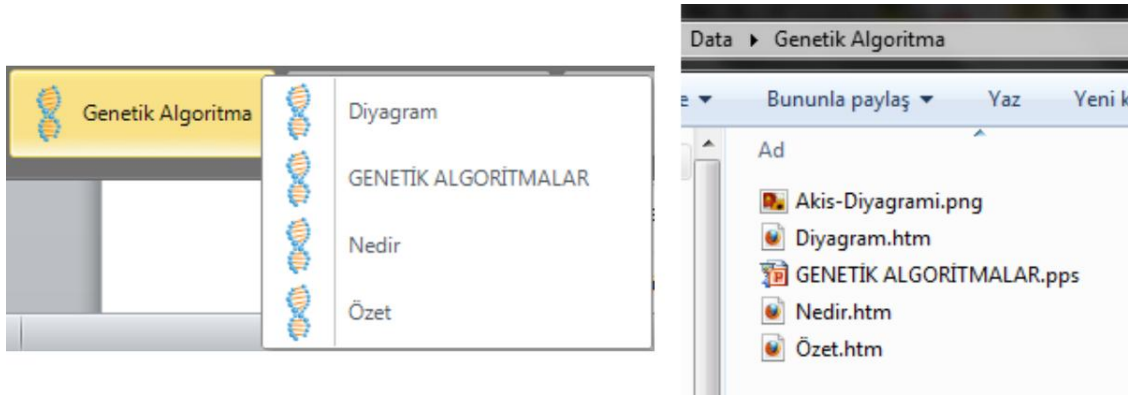 Genetik Algoritma
Diyagram
GENETİK ALGORİTMALAR
Nedir
Özet
Data ▸ Genetik Algoritma
Bununla paylaş Yaz Yeni
Ad
Akis-Diyagrami.png
Diyagram.htm
GENETİK ALGORİTMALAR.pps
Nedir.htm
Özet.htm